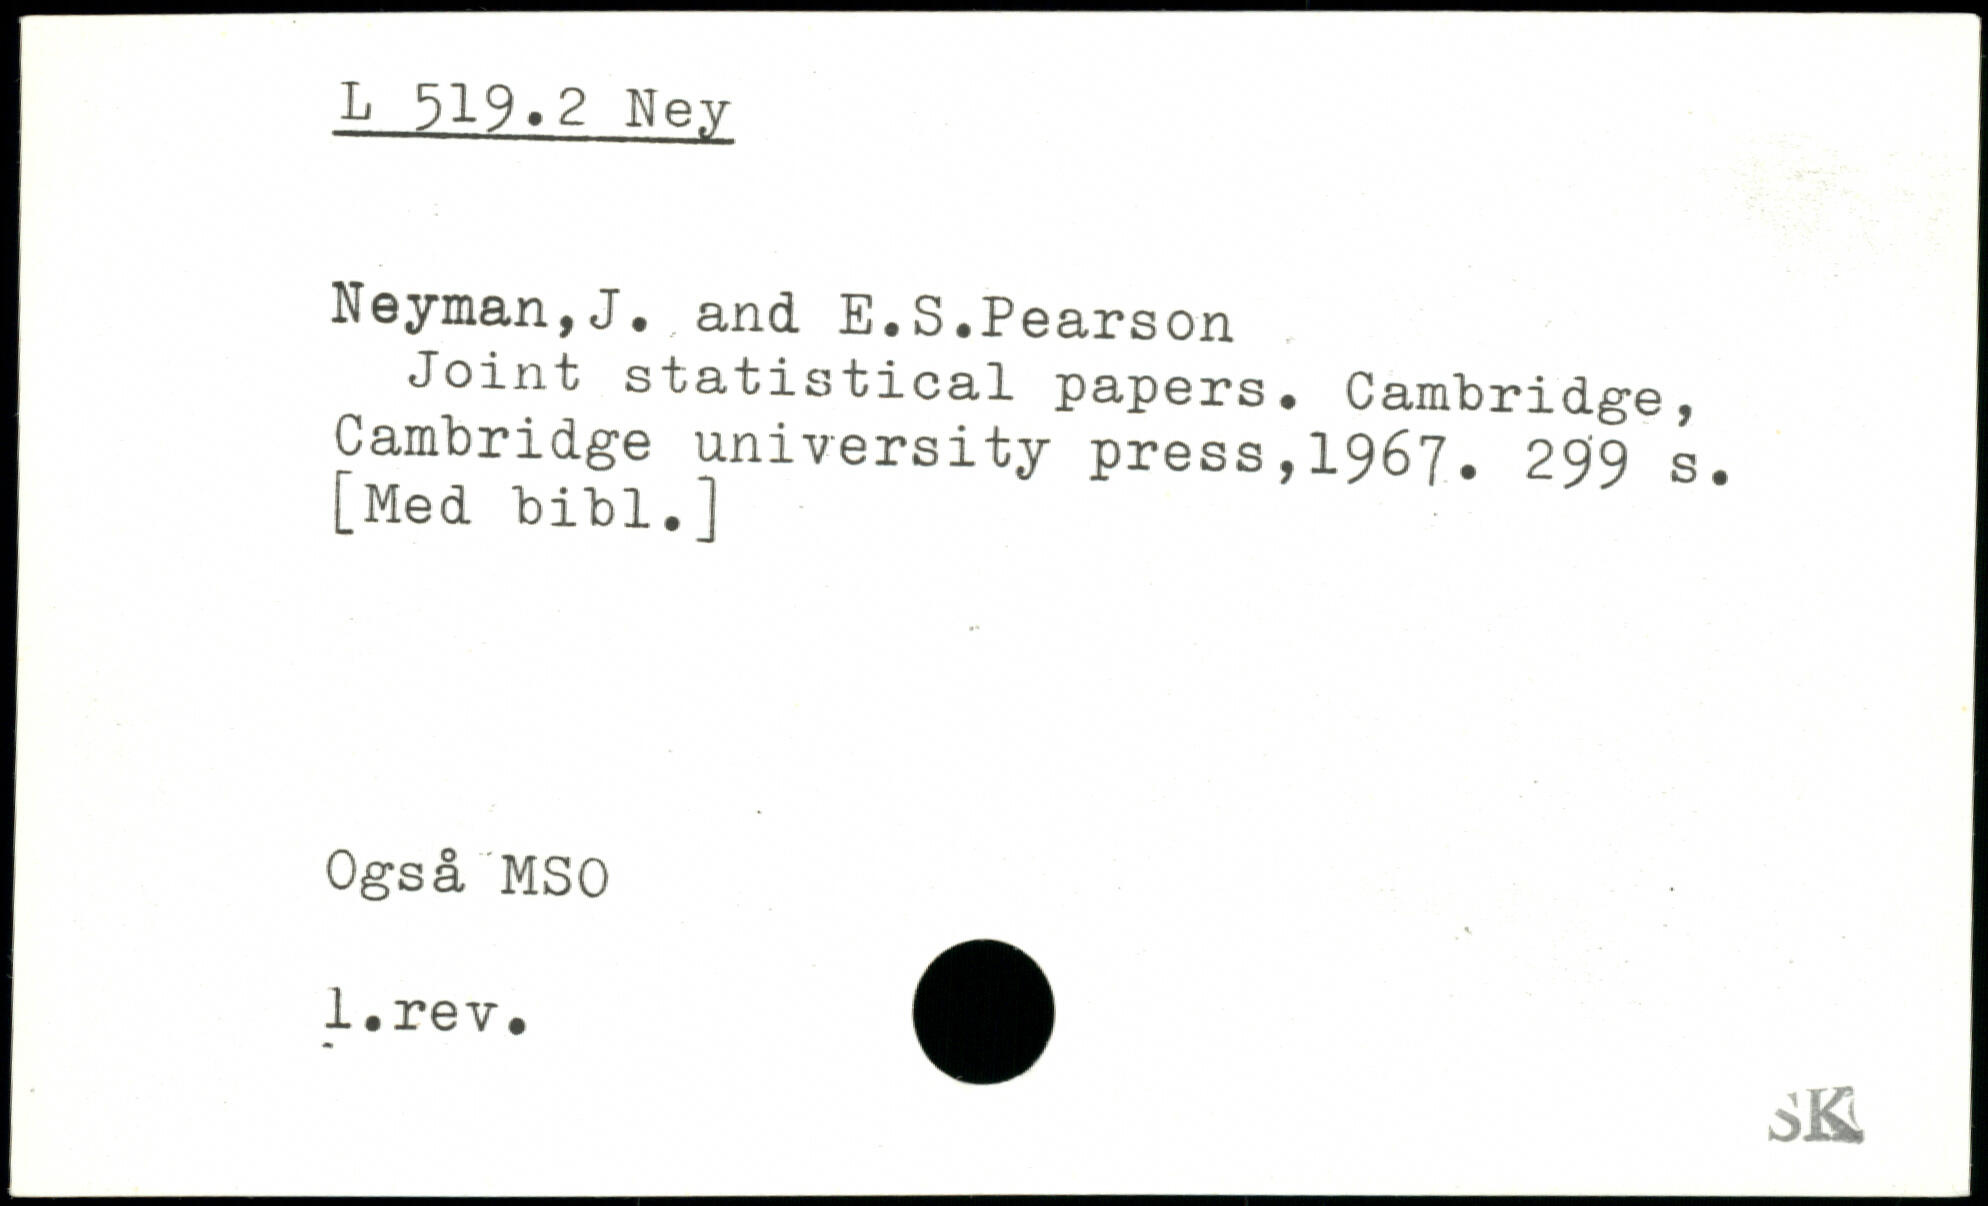 L 519.2 Ney
Neyman,J. and E.S.Pearson
Joint statistical papers. Cambridge,
Cambridge university press,1967. 299 s.
[Med bibl.]
Også MSO
1.rev.
SK